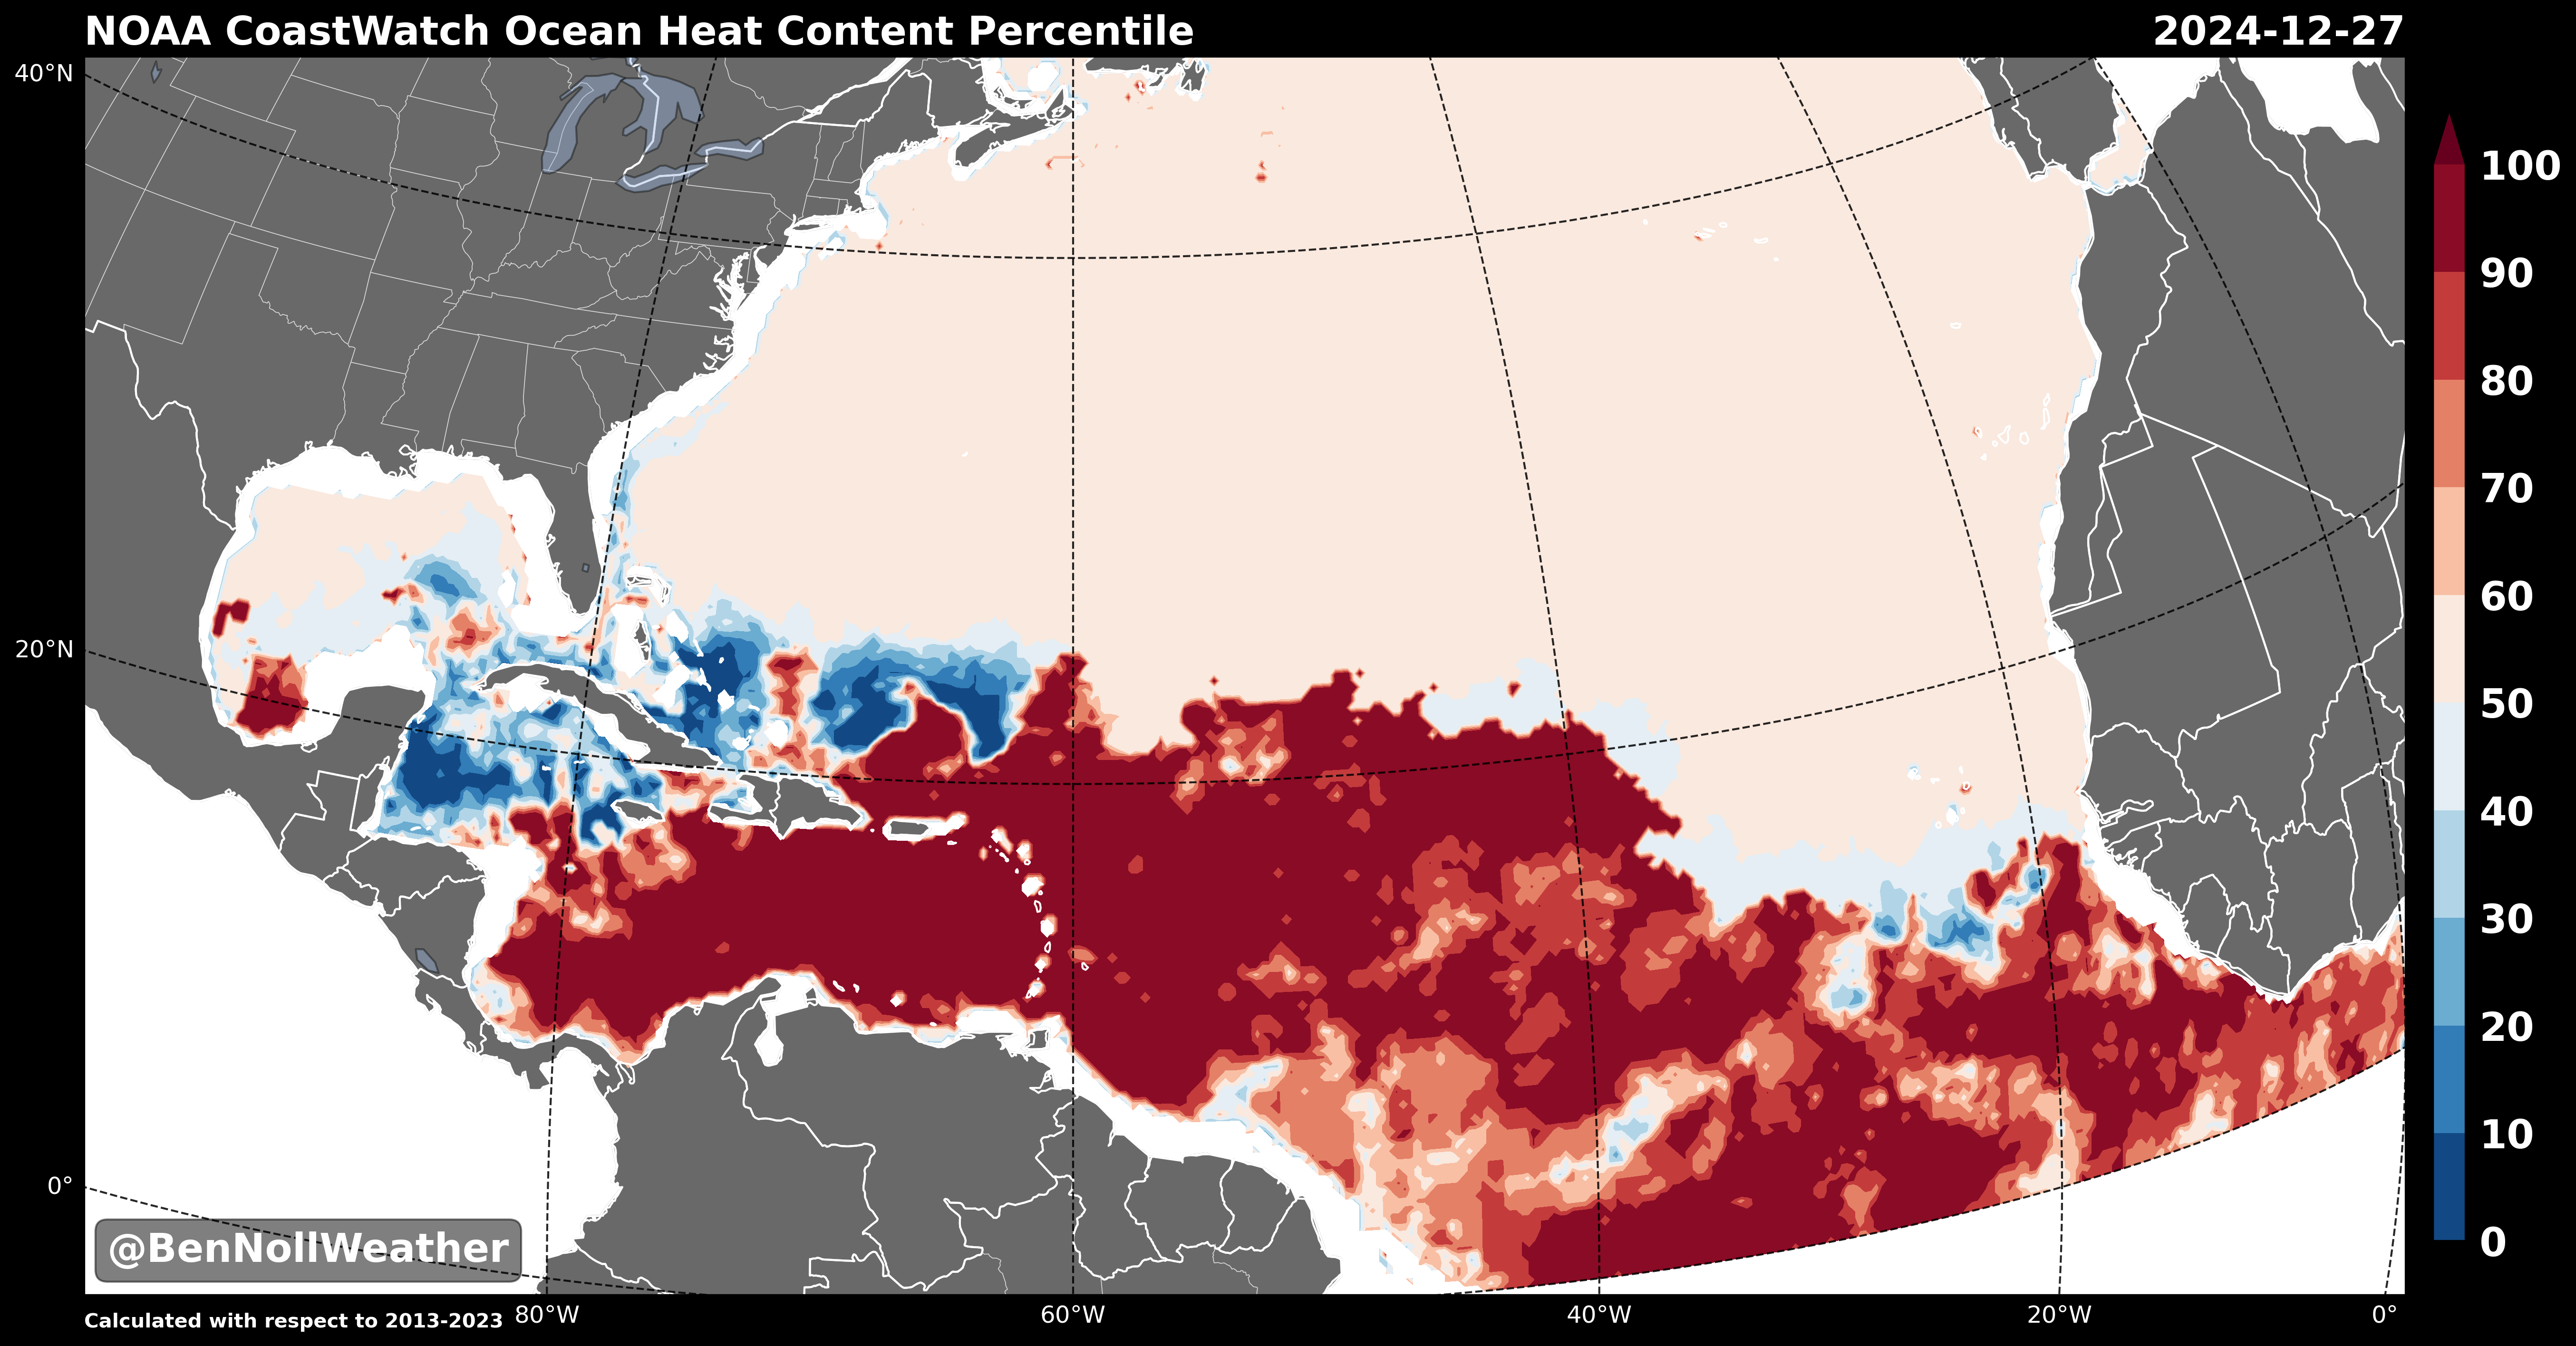 NOAA CoastWatch Ocean Heat Content Percentile
2024-12-27
40°N
20°N
0°
100
90
80
70
60
50
40
30
20
10
0
@BenNollWeather
Calculated with respect to 2013-2023
80°W
60°W
40°W
20°W
0°